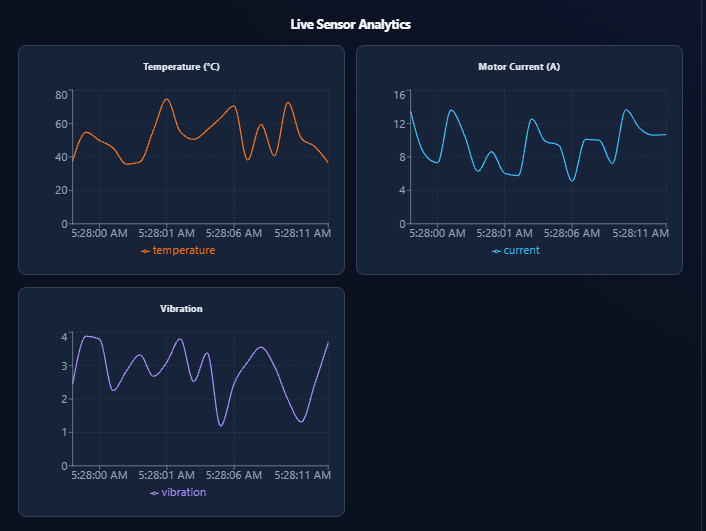 Live Sensor Analytics
Temperature (°C)
80
60
40
20
0
5:28:00 AM 5:28:01 AM 5:28:06 AM 5:28:11 AM
temperature
Motor Current (A)
16
12
8
4
0
5:28:00 AM 5:28:01 AM 5:28:06 AM 5:28:11 AM
current
Vibration
4
3
2
1
0
5:28:00 AM 5:28:01 AM 5:28:06 AM 5:28:11 AM
vibration